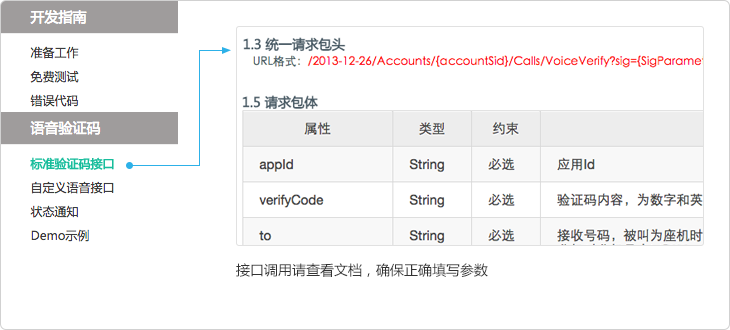 开发指南
准备工作
免费测试
错误代码
语音验证码
标准验证码接口
自定义语音接口
状态通知
Demo示例
1.3 统一请求包头
URL格式：/2013-12-26/Accounts/{accountSid}/Calls/VoiceVerify?sig={SigParame
1.5 请求包体
属性 类型 约束
appId String 必选 应用Id
verifyCode String 必选 验证码内容，为数字和英
to String 必选 接收号码，被叫为座机时
接口调用请查看文档，确保正确填写参数